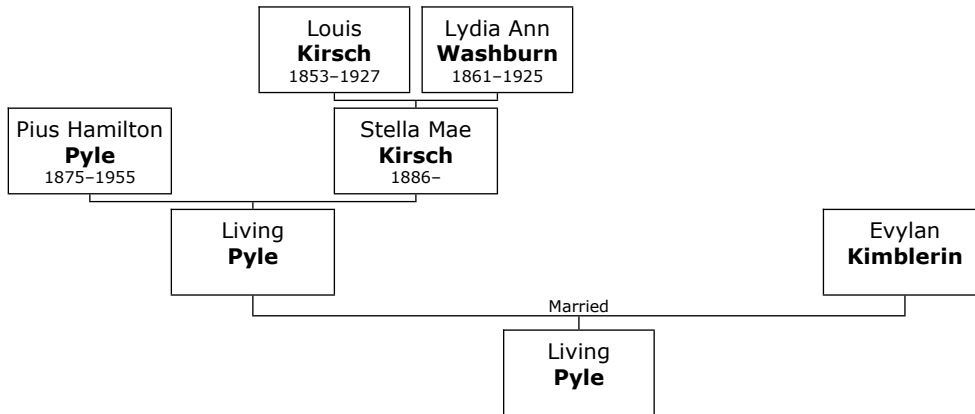 Louis
Kirsch
1853–1927
Lydia Ann
Washburn
1861–1925
Pius Hamilton
Pyle
1875–1955
Stella Mae
Kirsch
1886–
Living
Pyle
Evylan
Kimblerin
Married
Living
Pyle